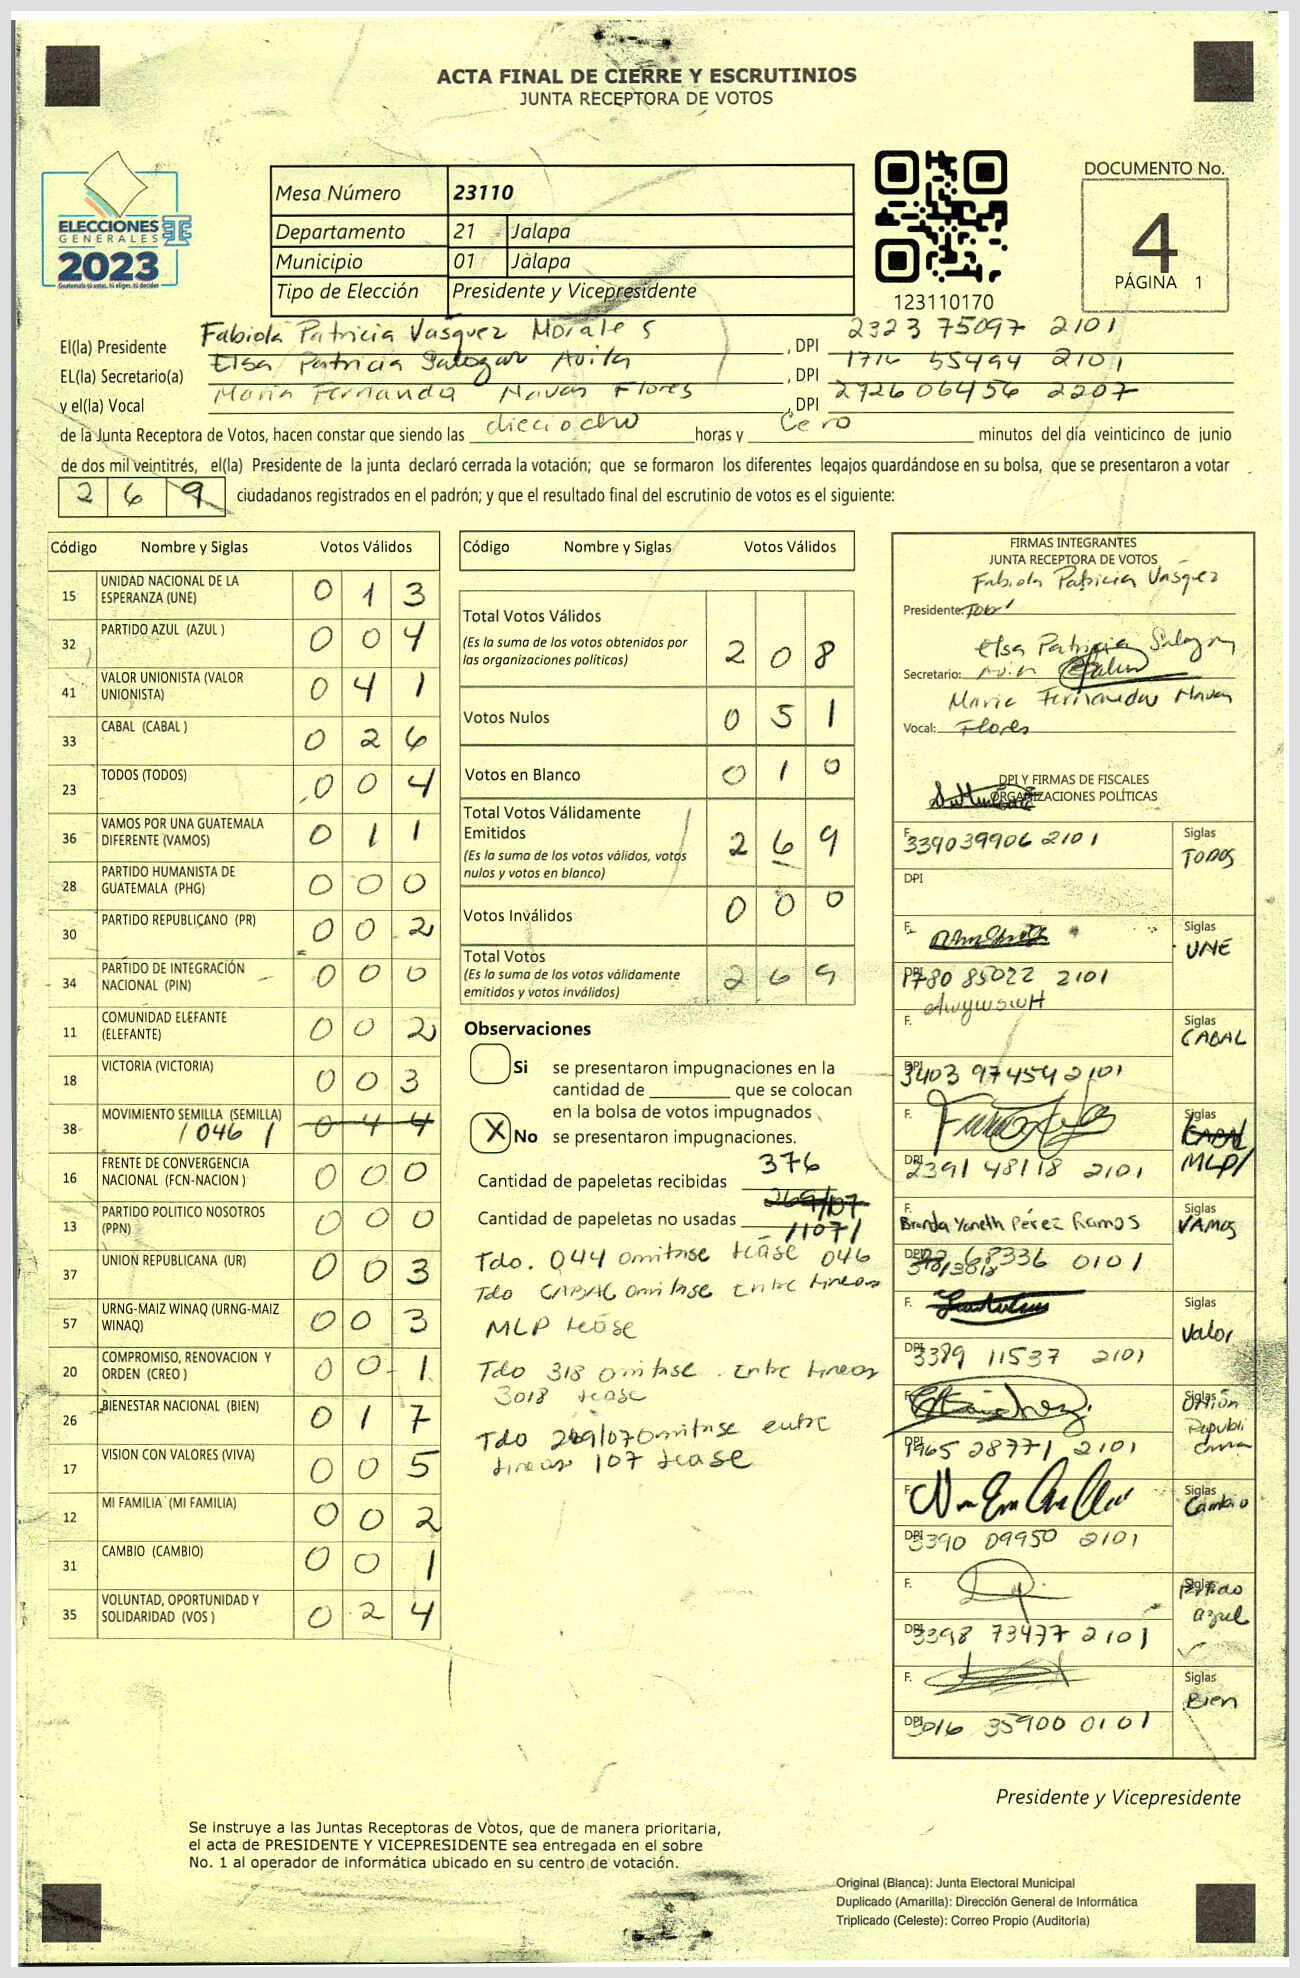 ACTA FINAL DE CIERRE Y ESCRUTINIOS
JUNTA RECEPTORA DE VOTOS
ELECCIONES
GENERALES
2023
Guatemala tú votas, tú eliges, tú decides
Mesa Número 23110
Departamento 21 Jalapa
Municipio 01 Jalapa
Tipo de Elección Presidente y Vicepresidente
123110170
DOCUMENTO No.
4
PÁGINA 1
El(la) Presidente Fabiola Patricia Vásquez Morales, DPI 2323 75097 2101
EL(la) Secretario(a) Elsa Patricia Salazar Avila, DPI 1716 55494 2101
y el(la) Vocal Maria Fernanda Navas Flores, DPI 2726 06456 2207
de la Junta Receptora de Votos, hacen constar que siendo las dieciocho horas y Cero minutos del día veinticinco de junio
de dos mil veintitrés, el(la) Presidente de la junta declaró cerrada la votación; que se formaron los diferentes legajos guardándose en su bolsa, que se presentaron a votar
2 6 9 ciudadanos registrados en el padrón; y que el resultado final del escrutinio de votos es el siguiente:
Código Nombre y Siglas Votos Válidos
15 UNIDAD NACIONAL DE LA ESPERANZA (UNE) 0 1 3
32 PARTIDO AZUL (AZUL ) 0 0 4
41 VALOR UNIONISTA (VALOR UNIONISTA) 0 4 1
33 CABAL (CABAL ) 0 2 6
23 TODOS (TODOS) 0 0 4
36 VAMOS POR UNA GUATEMALA DIFERENTE (VAMOS) 0 1 1
28 PARTIDO HUMANISTA DE GUATEMALA (PHG) 0 0 0
30 PARTIDO REPUBLICANO (PR) 0 0 2
34 PARTIDO DE INTEGRACIÓN NACIONAL (PIN) 0 0 0
11 COMUNIDAD ELEFANTE (ELEFANTE) 0 0 2
18 VICTORIA (VICTORIA) 0 0 3
38 MOVIMIENTO SEMILLA (SEMILLA) /046/ 0 4 4
16 FRENTE DE CONVERGENCIA NACIONAL (FCN-NACION ) 0 0 0
13 PARTIDO POLITICO NOSOTROS (PPN) 0 0 0
37 UNION REPUBLICANA (UR) 0 0 3
57 URNG-MAIZ WINAQ (URNG-MAIZ WINAQ) 0 0 3
20 COMPROMISO, RENOVACION Y ORDEN (CREO ) 0 0 1
26 BIENESTAR NACIONAL (BIEN) 0 1 7
17 VISION CON VALORES (VIVA) 0 0 5
12 MI FAMILIA (MI FAMILIA) 0 0 2
31 CAMBIO (CAMBIO) 0 0 1
35 VOLUNTAD, OPORTUNIDAD Y SOLIDARIDAD (VOS ) 0 2 4
Código Nombre y Siglas Votos Válidos
Total Votos Válidos 2 0 8
(Es la suma de los votos obtenidos por
las organizaciones políticas)
Votos Nulos 0 5 1
Votos en Blanco 0 1 0
Total Votos Válidamente
Emitidos 2 6 9
(Es la suma de los votos válidos, votos
nulos y votos en blanco)
Votos Inválidos 0 0 0
Total Votos 2 6 9
(Es la suma de los votos válidamente
emitidos y votos inválidos)
Observaciones
Si se presentaron impugnaciones en la
cantidad de ________ que se colocan
en la bolsa de votos impugnados
X No se presentaron impugnaciones.
Cantidad de papeletas recibidas 376
269/107
Cantidad de papeletas no usadas /107/
Tdo. 044 omitase léase 046
Tdo CABAL omitase entre lineas
MLP léase
Tdo 318 omitase. entre lineas
3018 léase
Tdo 269/070mitase entre
lineas 107 léase
FIRMAS INTEGRANTES
JUNTA RECEPTORA DE VOTOS
Fabiola Patricia Vásquez
Presidente:
Elsa Patricia Salazar
Secretario: Avila
Maria Fernanda Navas
Vocal: Flores
DPI Y FIRMAS DE FISCALES
ORGANIZACIONES POLÍTICAS
F. 339039906 2101 Siglas TODOS
DPI
F. Siglas UNE
DPI 1780 85022 2101
F. Siglas CABAL
DPI 3403 97454 2101
F. Siglas CABAL
DPI 2391 48118 2101 MLP/
F. Brenda Yaneth Pérez Ramos Siglas VAMOS
DPI 68336 0101
F. Siglas Valor
DPI 3389 11537 2101
F. Siglas Unión Republicana
DPI 1965 28771 2101
F. Siglas Cambio
DPI 3390 09950 2101
F. Siglas Partido azul
DPI 3398 73477 2101
F. Siglas Bien
DPI 3016 35900 0101
Presidente y Vicepresidente
Se instruye a las Juntas Receptoras de Votos, que de manera prioritaria,
el acta de PRESIDENTE Y VICEPRESIDENTE sea entregada en el sobre
No. 1 al operador de informática ubicado en su centro de votación.
Original (Blanca): Junta Electoral Municipal
Duplicado (Amarilla): Dirección General de Informática
Triplicado (Celeste): Correo Propio (Auditoría)